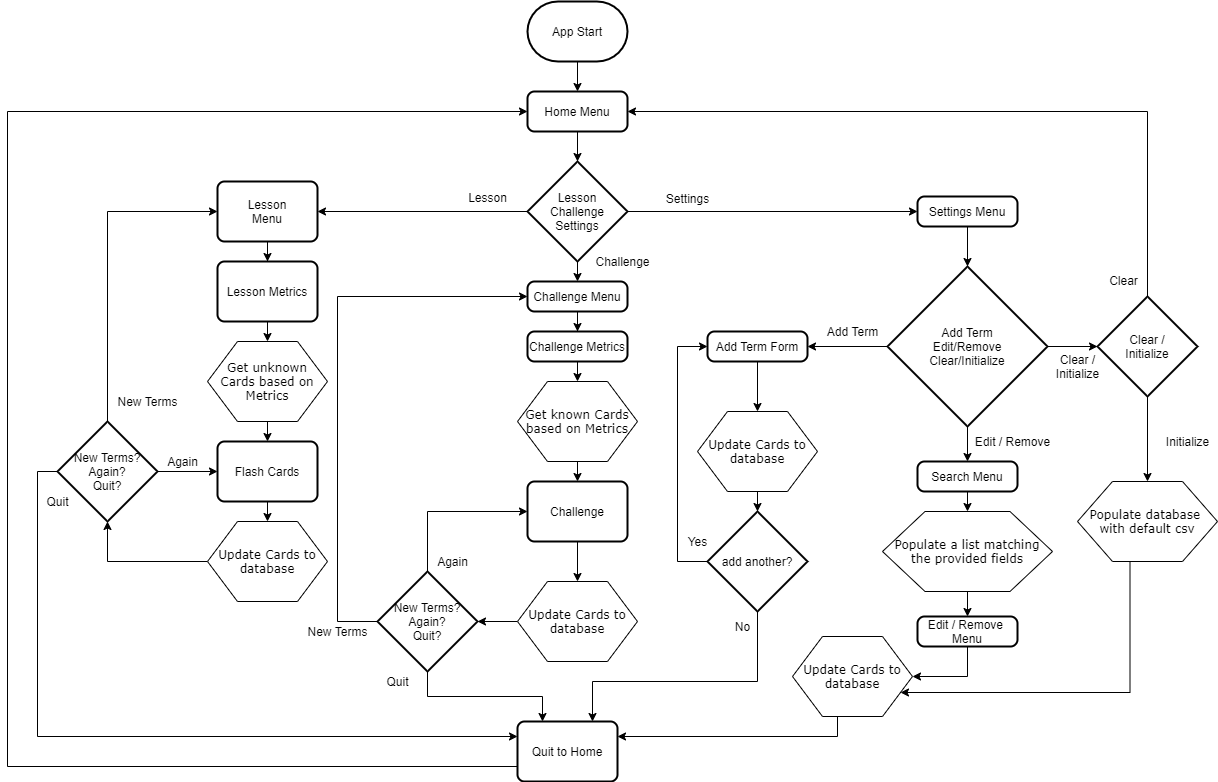 App Start
Home Menu
Lesson
Challenge
Settings
Lesson
Settings
Challenge
Lesson
Menu
Lesson Metrics
Get unknown
Cards based on
Metrics
New Terms
New Terms?
Again?
Quit?
Again
Quit
Flash Cards
Update Cards to
database
Challenge Menu
Challenge Metrics
Get known Cards
based on Metrics
Challenge
Again
New Terms?
Again?
Quit?
New Terms
Quit
Update Cards to
database
Settings Menu
Add Term
Edit/Remove
Clear/Initialize
Add Term
Add Term Form
Update Cards to
database
Yes
add another?
No
Edit / Remove
Search Menu
Populate a list matching
the provided fields
Edit / Remove
Menu
Update Cards to
database
Clear /
Initialize
Clear
Clear /
Initialize
Initialize
Populate database
with default csv
Quit to Home